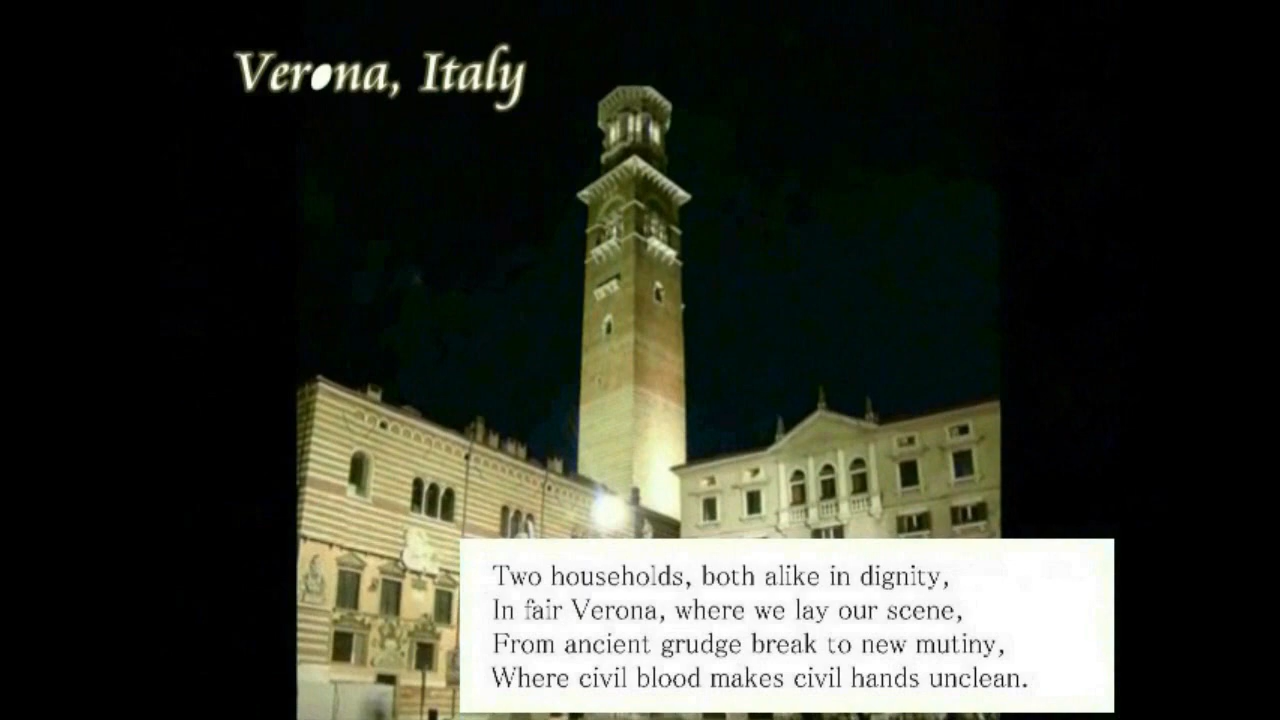 Verona, Italy
Two households, both alike in dignity,
In fair Verona, where we lay our scene,
From ancient grudge break to new mutiny,
Where civil blood makes civil hands unclean.